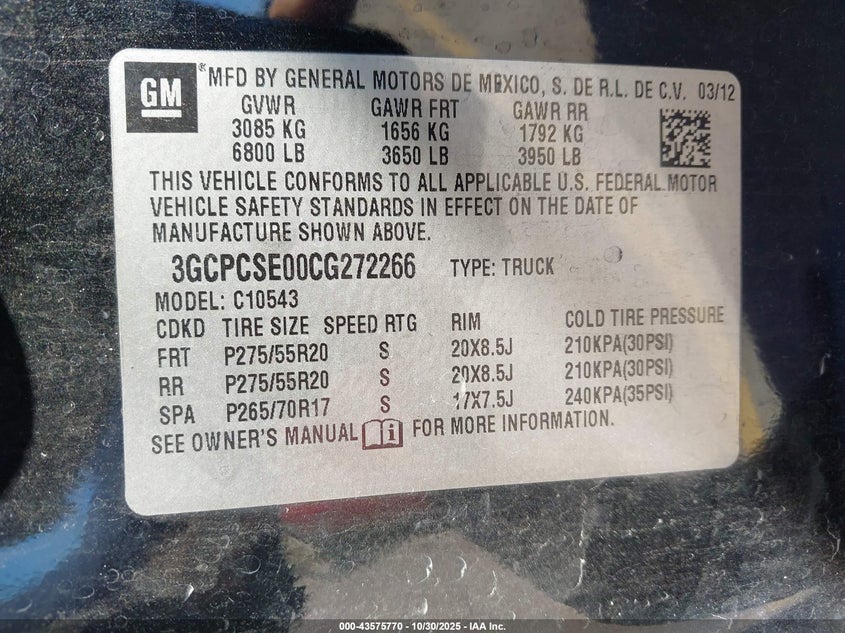 GM
® MFD BY GENERAL MOTORS DE MEXICO, S. DE R.L. DE C.V. 03/12
GVWR GAWR FRT GAWR RR
3085 KG 1656 KG 1792 KG
6800 LB 3650 LB 3950 LB
THIS VEHICLE CONFORMS TO ALL APPLICABLE U.S. FEDERAL MOTOR
VEHICLE SAFETY STANDARDS IN EFFECT ON THE DATE OF
MANUFACTURE SHOWN ABOVE.
3GCPCSE00CG272266 TYPE: TRUCK
MODEL: C10543
CDKD TIRE SIZE SPEED RTG RIM COLD TIRE PRESSURE
FRT P275/55R20 S 20X8.5J 210KPA(30PSI)
RR P275/55R20 S 20X8.5J 210KPA(30PSI)
SPA P265/70R17 S 17X7.5J 240KPA(35PSI)
SEE OWNER'S MANUAL i FOR MORE INFORMATION.
000-43575770 - 10/30/2025 - IAA Inc.